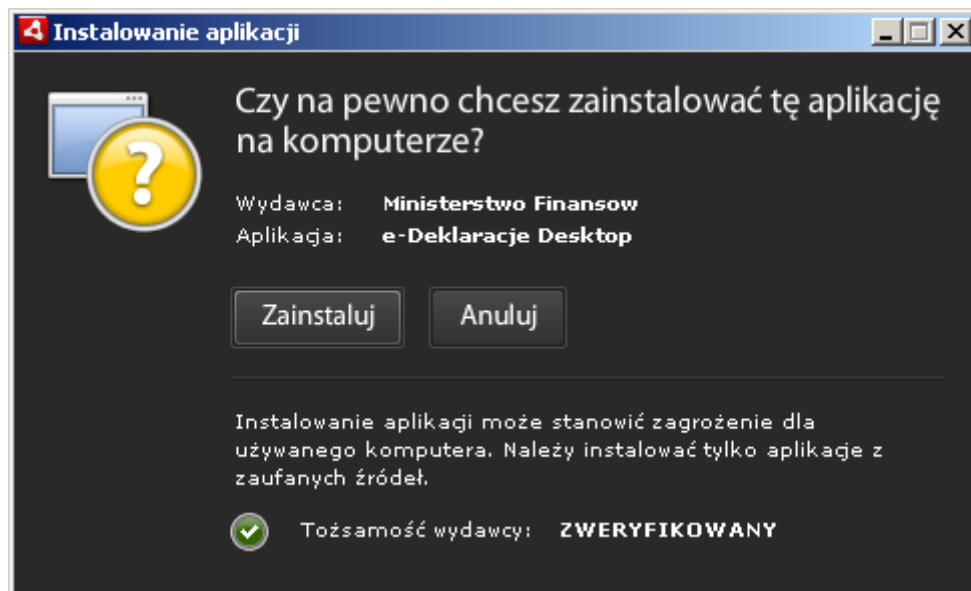 Instalowanie aplikacji
Czy na pewno chcesz zainstalować tę aplikację
na komputerze?
Wydawca: Ministerstwo Finansow
Aplikacja: e-Deklaracje Desktop
Zainstaluj Anuluj
Instalowanie aplikacji może stanowić zagrożenie dla
używanego komputera. Należy instalować tylko aplikacje z
zaufanych źródeł.
Tożsamość wydawcy: ZWERYFIKOWANY